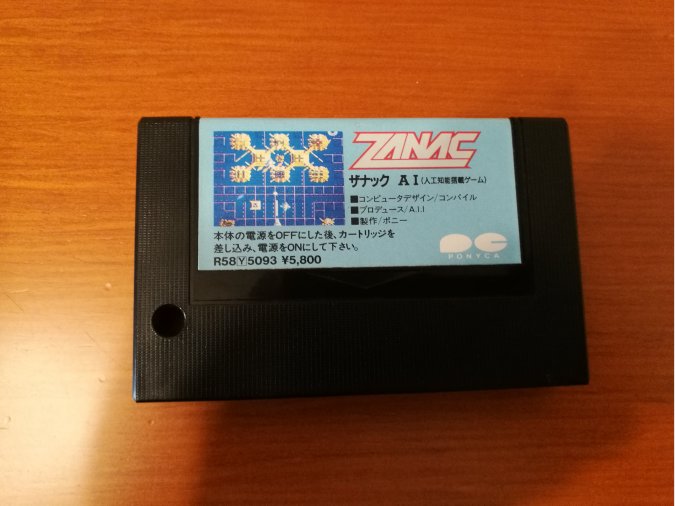 ZANAC
ザナック AI(人工知能搭載ゲーム)
■コンピュータデザイン/コンパイル
■プロデュース/A.I.I
■製作/ポニー
本体の電源をOFFにした後、カートリッジを
差し込み、電源をONにして下さい。
R58Ⓨ5093 ¥5,800
PC
PONYCA